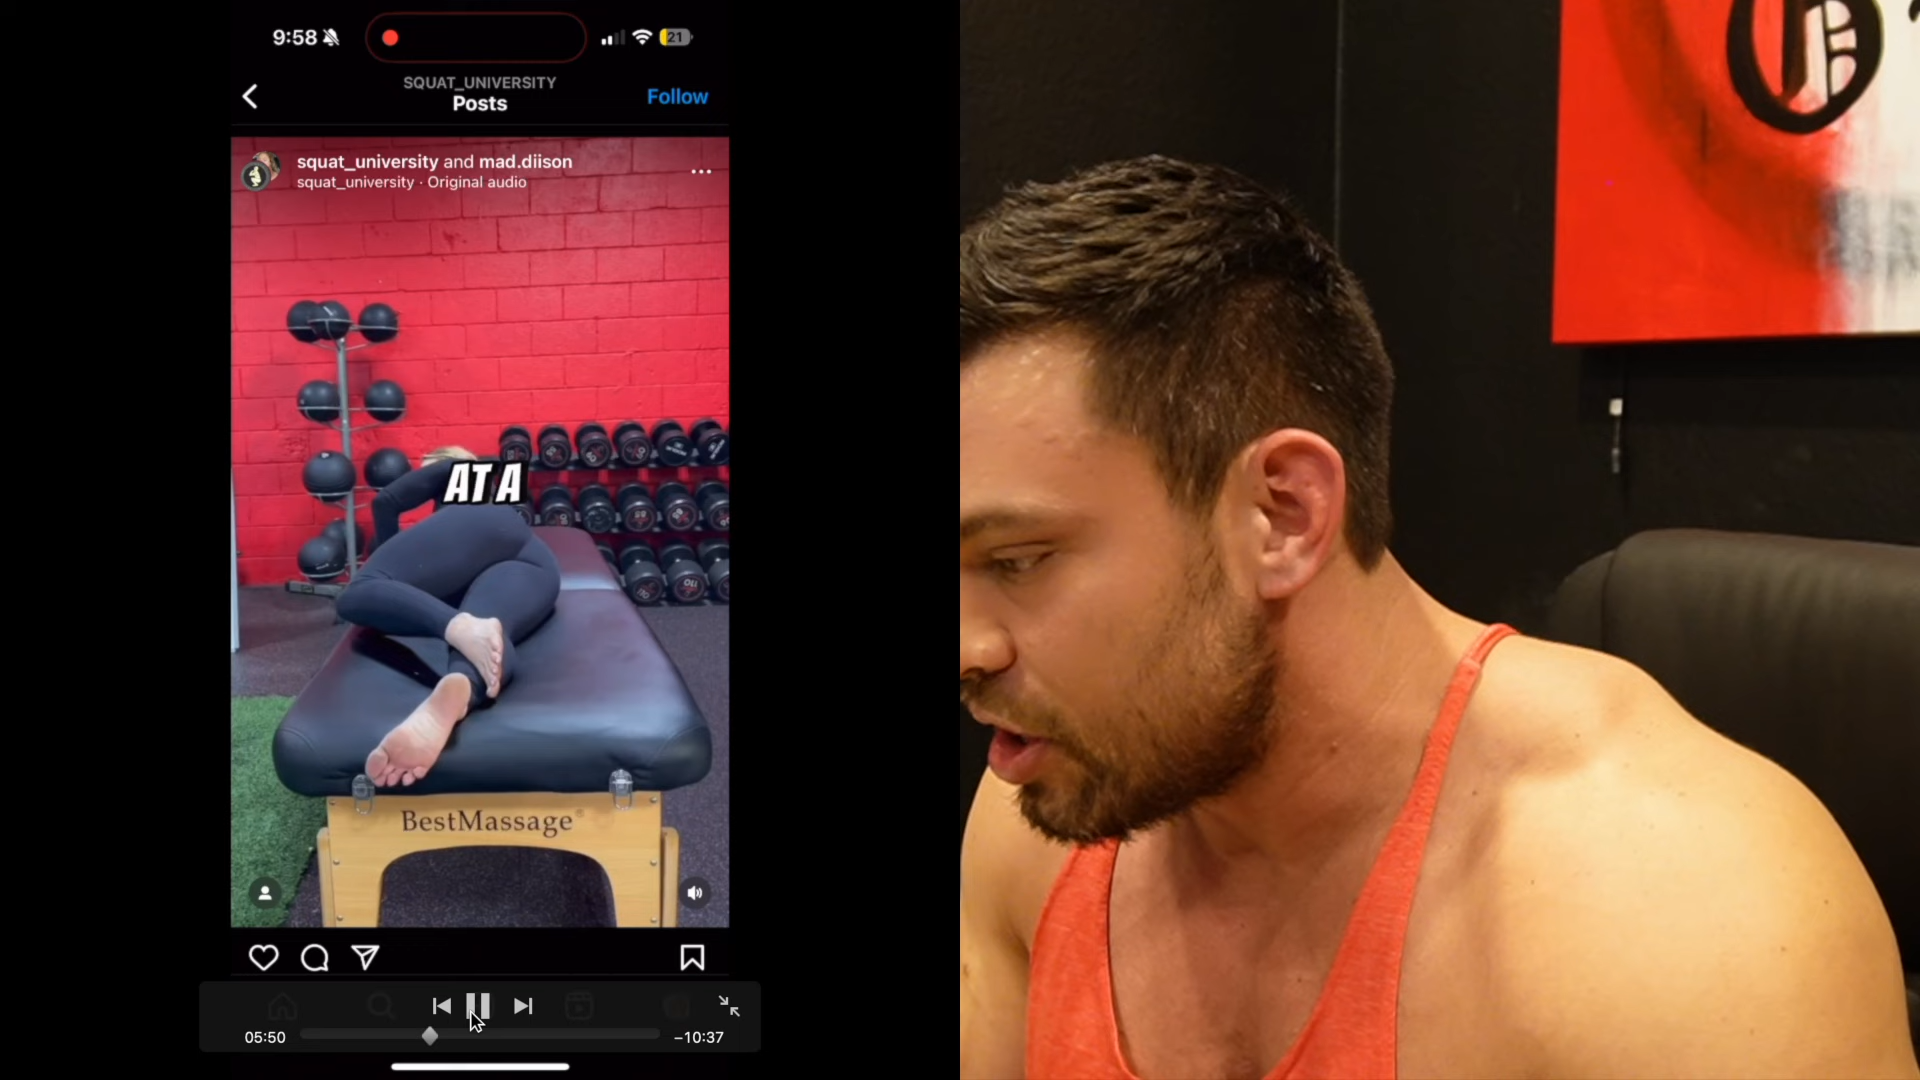 9:58
21
SQUAT_UNIVERSITY
Posts
Follow
squat_university and mad.diison
squat_university · Original audio
AT A
BestMassage®
05:50
−10:37